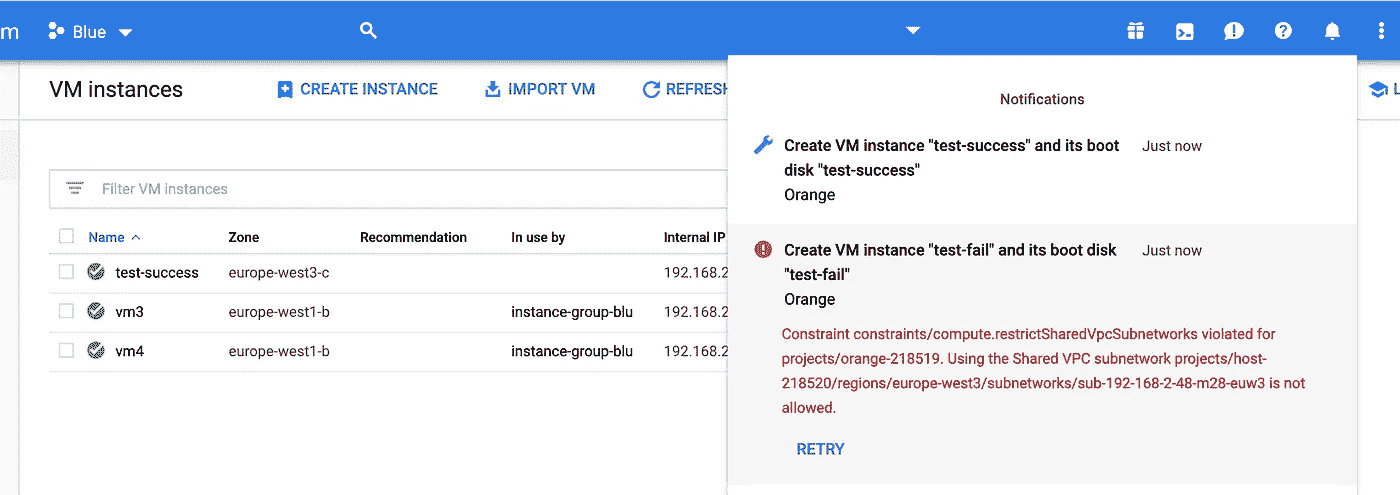 m Blue
VM instances CREATE INSTANCE IMPORT VM REFRESH L
Notifications
Create VM instance "test-success" and its boot Just now
disk "test-success"
Orange
Filter VM instances
Name Zone Recommendation In use by Internal IP
test-success europe-west3-c 192.168.2
vm3 europe-west1-b instance-group-blu 192.168.2
vm4 europe-west1-b instance-group-blu 192.168.2
Create VM instance "test-fail" and its boot disk Just now
"test-fail"
Orange
Constraint constraints/compute.restrictSharedVpcSubnetworks violated for
projects/orange-218519. Using the Shared VPC subnetwork projects/host-
218520/regions/europe-west3/subnetworks/sub-192-168-2-48-m28-euw3 is not
allowed.
RETRY